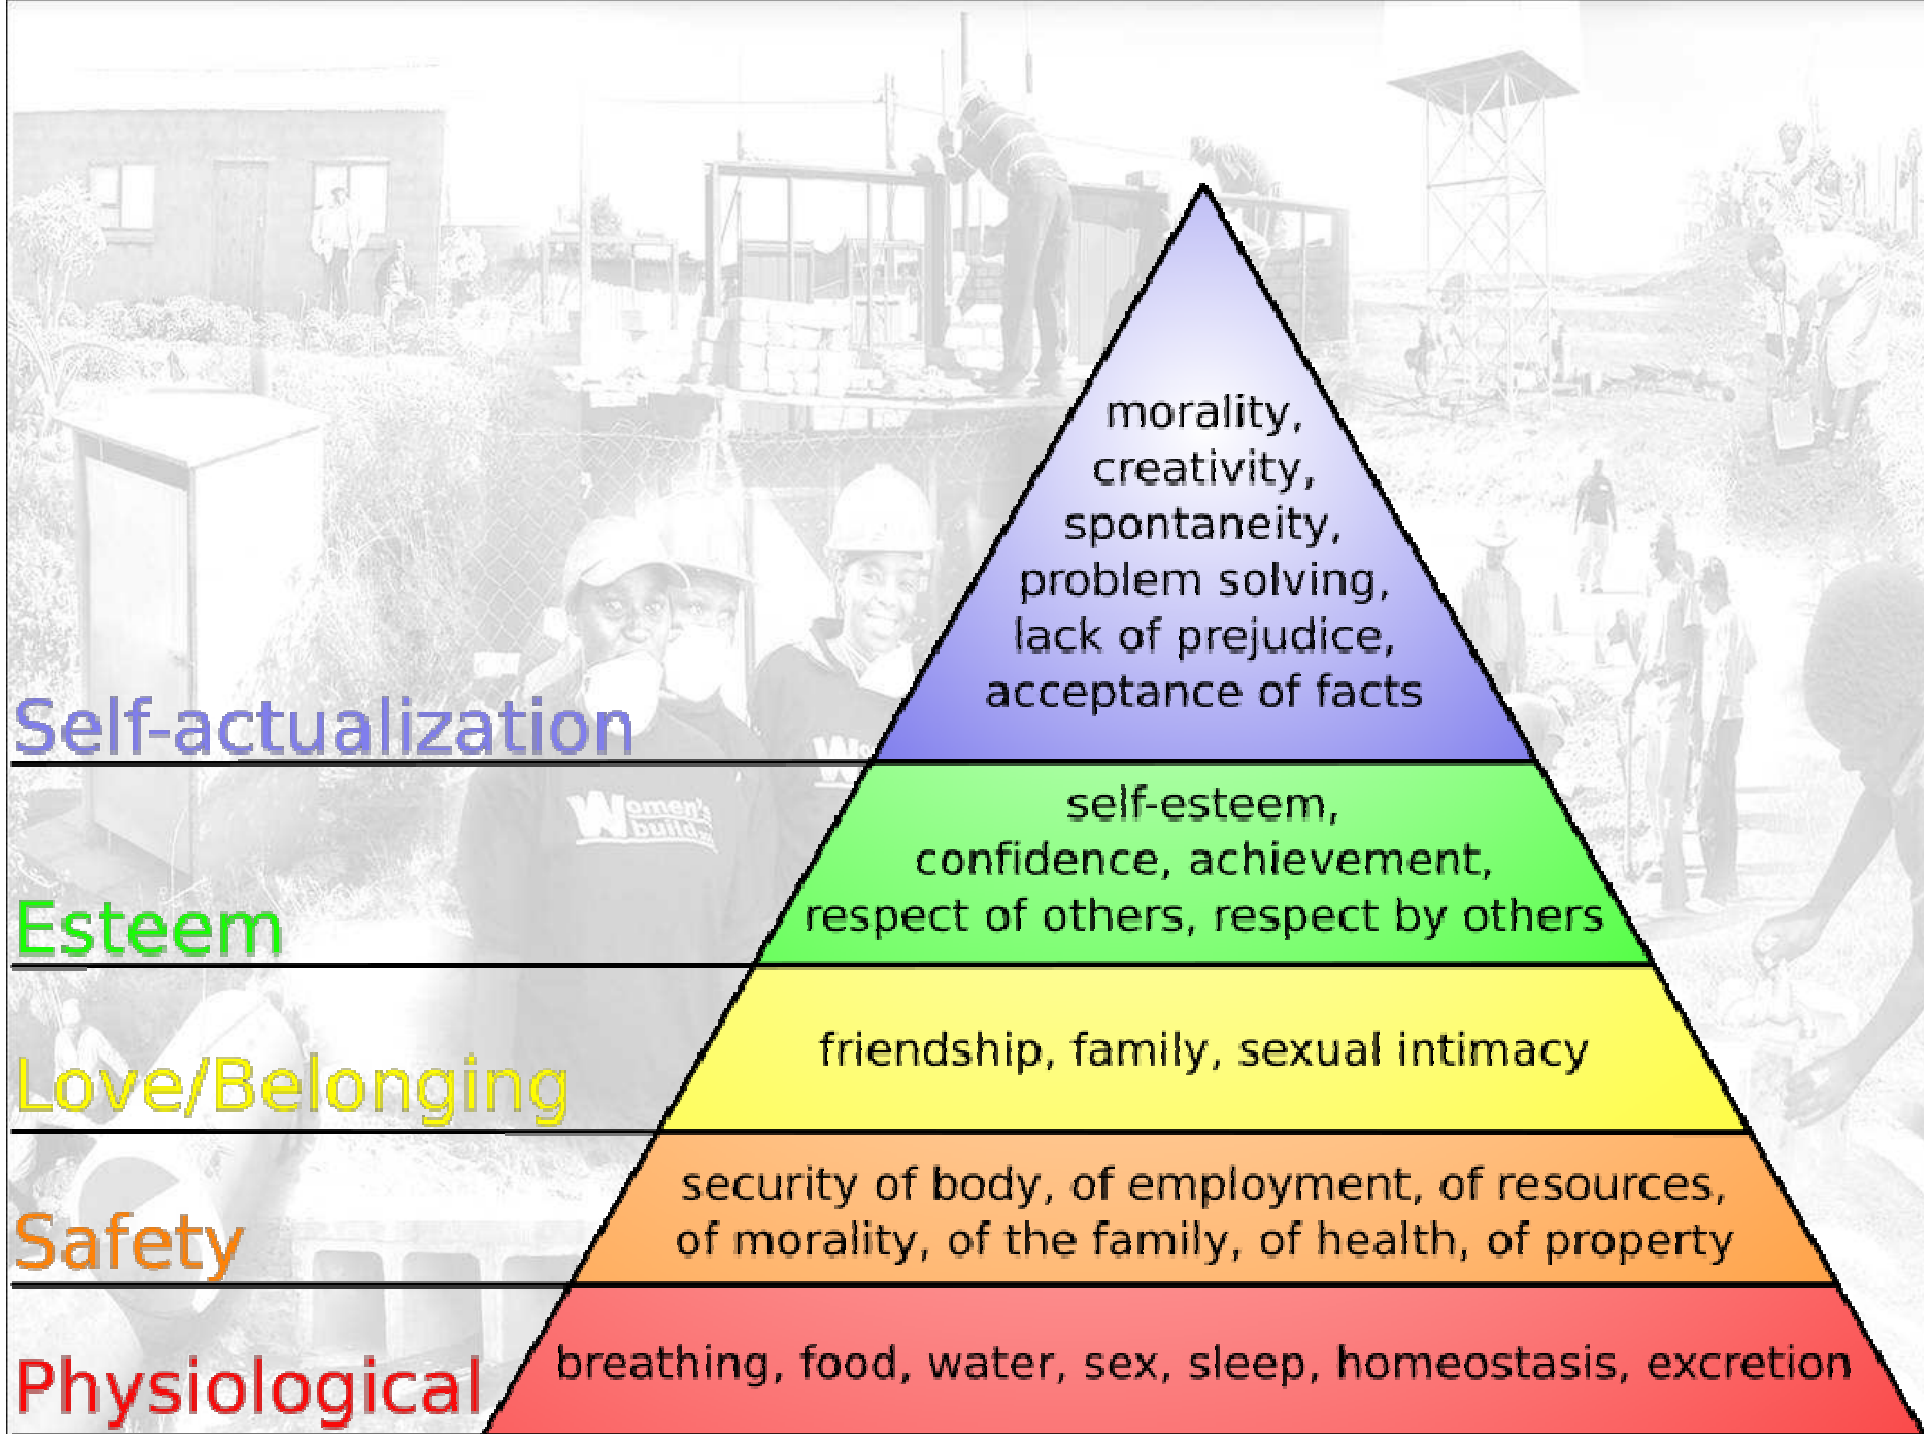 morality,
creativity,
spontaneity,
problem solving,
lack of prejudice,
acceptance of facts
Self-actualization
self-esteem,
confidence, achievement,
respect of others, respect by others
Esteem
friendship, family, sexual intimacy
Love/Belonging
security of body, of employment, of resources,
of morality, of the family, of health, of property
Safety
breathing, food, water, sex, sleep, homeostasis, excretion
Physiological
Women's
build